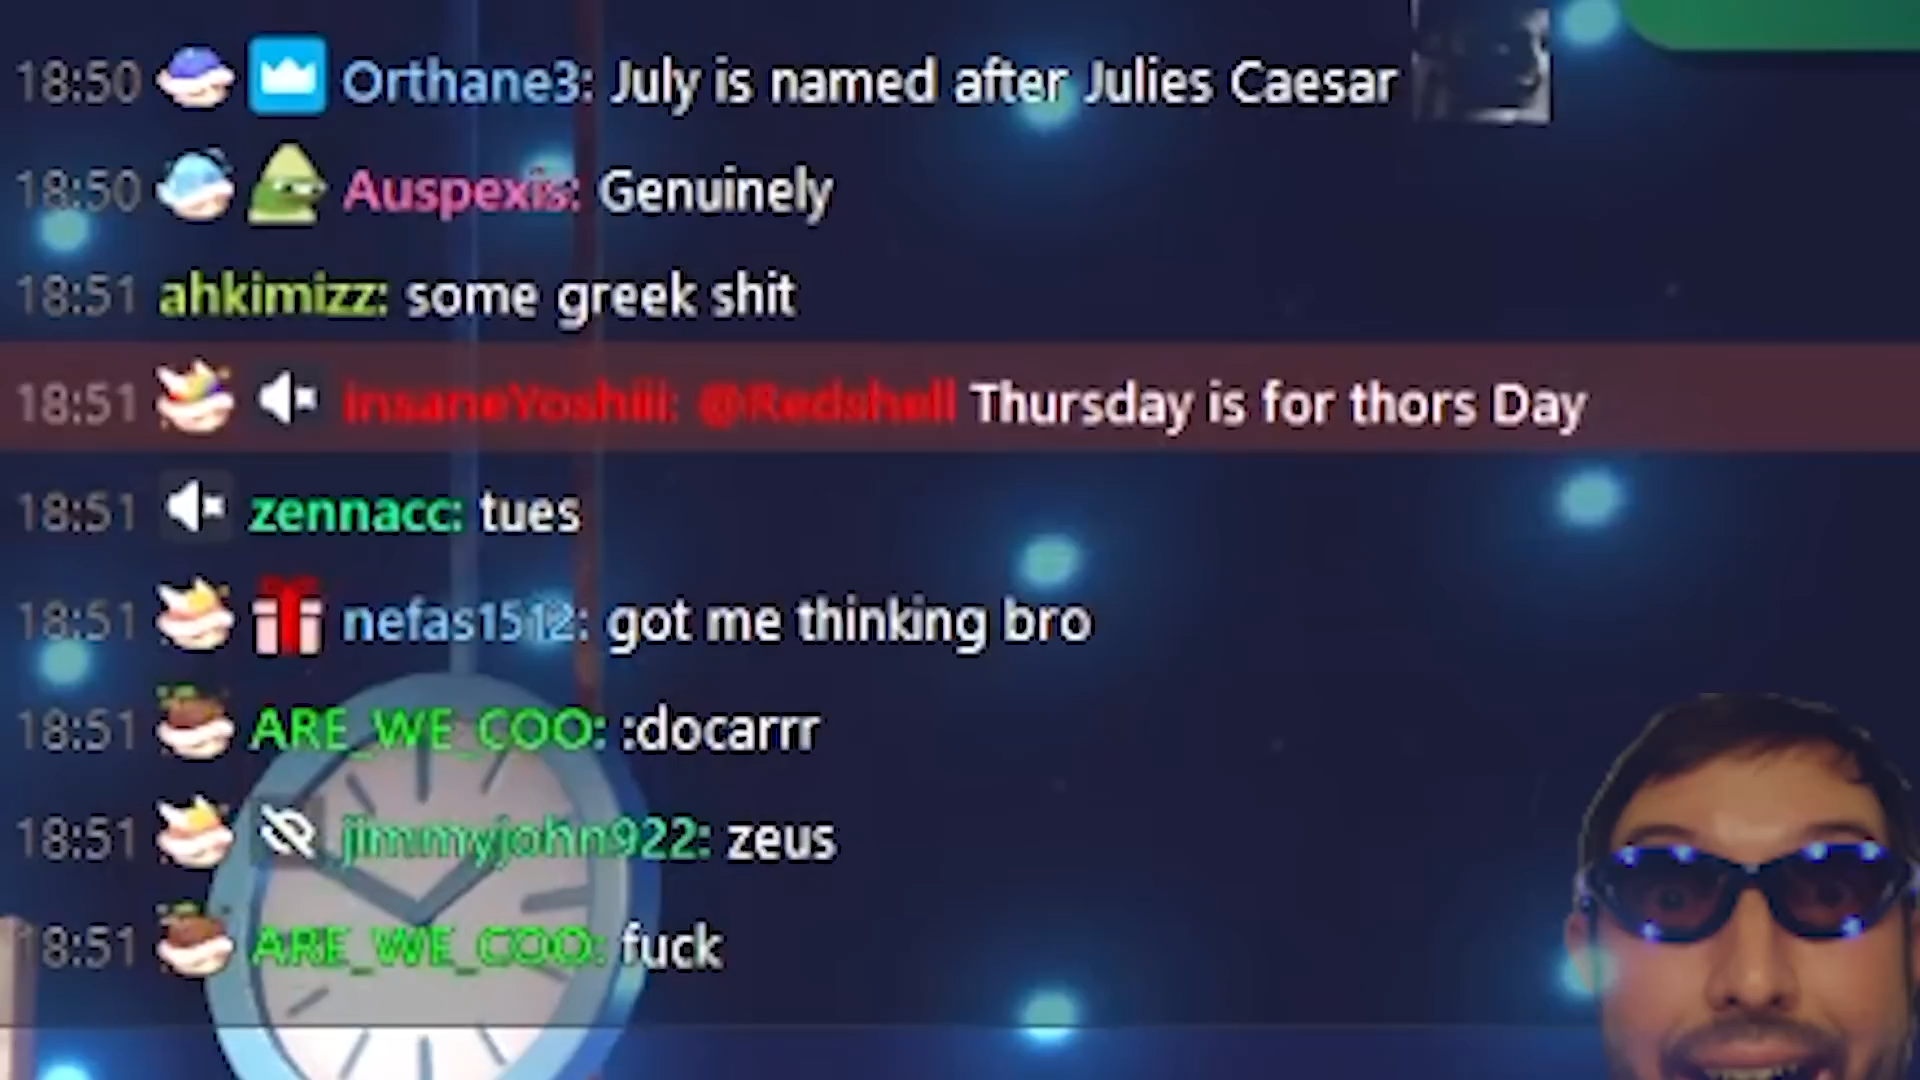 18:50 Orthane3: July is named after Julies Caesar
18:50 Auspexis: Genuinely
18:51 ahkimizz: some greek shit
18:51 insaneYoshiii: @Redshell Thursday is for thors Day
18:51 zennacc: tues
18:51 nefas1512: got me thinking bro
18:51 ARE_WE_COO: :docarrr
18:51 jimmyjohn922: zeus
18:51 ARE_WE_COO: fuck